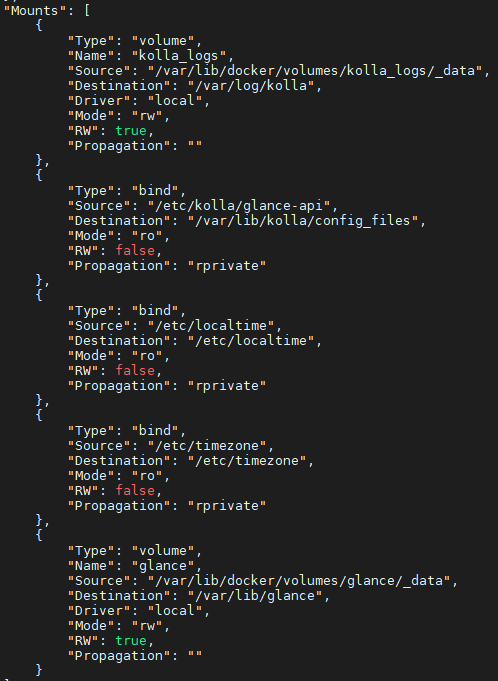 "Mounts": [
    {
        "Type": "volume",
        "Name": "kolla_logs",
        "Source": "/var/lib/docker/volumes/kolla_logs/_data",
        "Destination": "/var/log/kolla",
        "Driver": "local",
        "Mode": "rw",
        "RW": true,
        "Propagation": ""
    },
    {
        "Type": "bind",
        "Source": "/etc/kolla/glance-api",
        "Destination": "/var/lib/kolla/config_files",
        "Mode": "ro",
        "RW": false,
        "Propagation": "rprivate"
    },
    {
        "Type": "bind",
        "Source": "/etc/localtime",
        "Destination": "/etc/localtime",
        "Mode": "ro",
        "RW": false,
        "Propagation": "rprivate"
    },
    {
        "Type": "bind",
        "Source": "/etc/timezone",
        "Destination": "/etc/timezone",
        "Mode": "ro",
        "RW": false,
        "Propagation": "rprivate"
    },
    {
        "Type": "volume",
        "Name": "glance",
        "Source": "/var/lib/docker/volumes/glance/_data",
        "Destination": "/var/lib/glance",
        "Driver": "local",
        "Mode": "rw",
        "RW": true,
        "Propagation": ""
    }